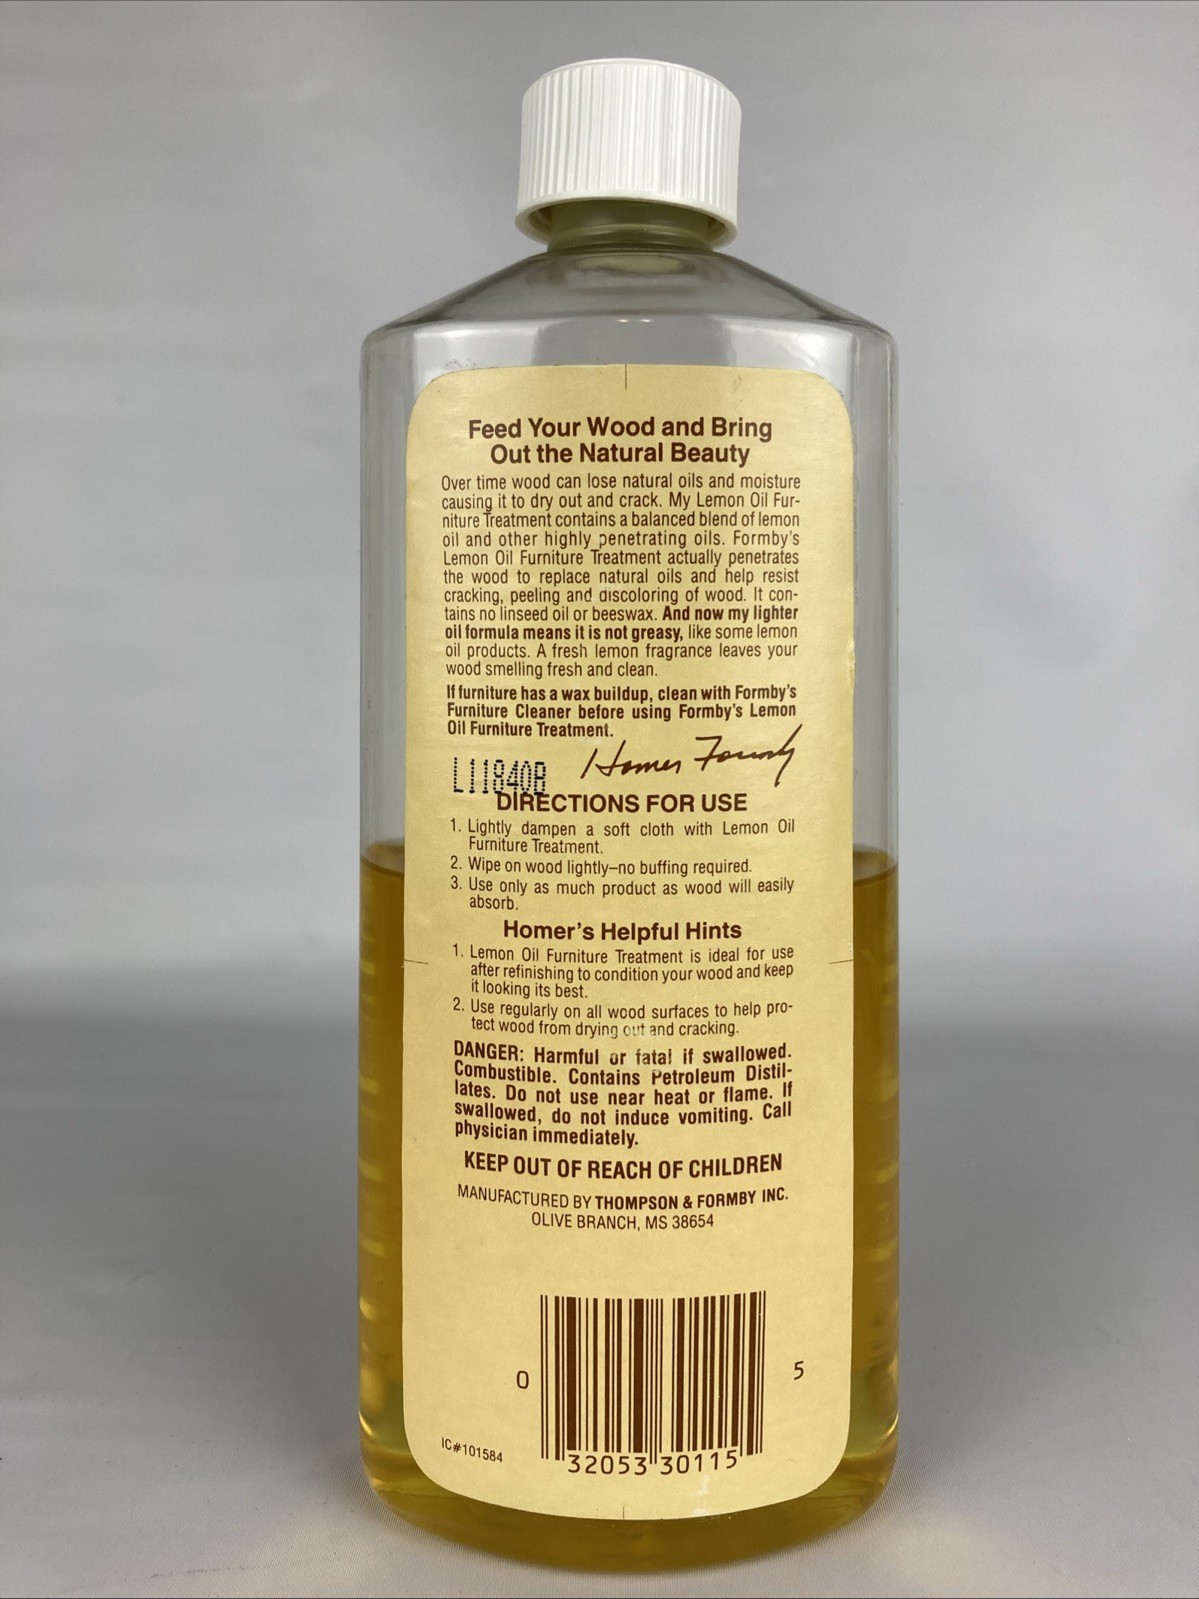 Feed Your Wood and Bring
Out the Natural Beauty
Over time wood can lose natural oils and moisture
causing it to dry out and crack. My Lemon Oil Fur-
niture Treatment contains a balanced blend of lemon
oil and other highly penetrating oils. Formby's
Lemon Oil Furniture Treatment actually penetrates
the wood to replace natural oils and help resist
cracking, peeling and discoloring of wood. It con-
tains no linseed oil or beeswax. And now my lighter
oil formula means it is not greasy, like some lemon
oil products. A fresh lemon fragrance leaves your
wood smelling fresh and clean.
If furniture has a wax buildup, clean with Formby's
Furniture Cleaner before using Formby's Lemon
Oil Furniture Treatment.
Homer Formby
L11840B
DIRECTIONS FOR USE
1. Lightly dampen a soft cloth with Lemon Oil
Furniture Treatment.
2. Wipe on wood lightly–no buffing required.
3. Use only as much product as wood will easily
absorb.
Homer's Helpful Hints
1. Lemon Oil Furniture Treatment is ideal for use
after refinishing to condition your wood and keep
it looking its best.
2. Use regularly on all wood surfaces to help pro-
tect wood from drying out and cracking.
DANGER: Harmful or fatal if swallowed.
Combustible. Contains Petroleum Distil-
lates. Do not use near heat or flame. If
swallowed, do not induce vomiting. Call
physician immediately.
KEEP OUT OF REACH OF CHILDREN
MANUFACTURED BY THOMPSON & FORMBY INC.
OLIVE BRANCH, MS 38654
0 32053 30115 5
IC#101584